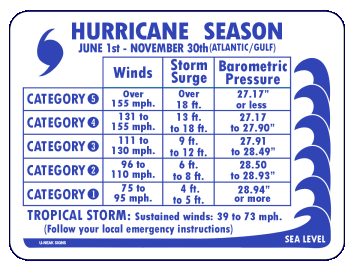 HURRICANE SEASON
JUNE 1st - NOVEMBER 30th (ATLANTIC/GULF)
Winds Storm Surge Barometric Pressure
CATEGORY 5 Over 155 mph. Over 18 ft. 27.17" or less
CATEGORY 4 131 to 155 mph. 13 ft. to 18 ft. 27.17 to 27.90"
CATEGORY 3 111 to 130 mph. 9 ft. to 12 ft. 27.91 to 28.49"
CATEGORY 2 96 to 110 mph. 6 ft. to 8 ft. 28.50 to 28.93"
CATEGORY 1 75 to 95 mph. 4 ft. to 5 ft. 28.94" or more
TROPICAL STORM: Sustained winds: 39 to 73 mph.
(Follow your local emergency instructions)
U-NEAK SIGNS
SEA LEVEL